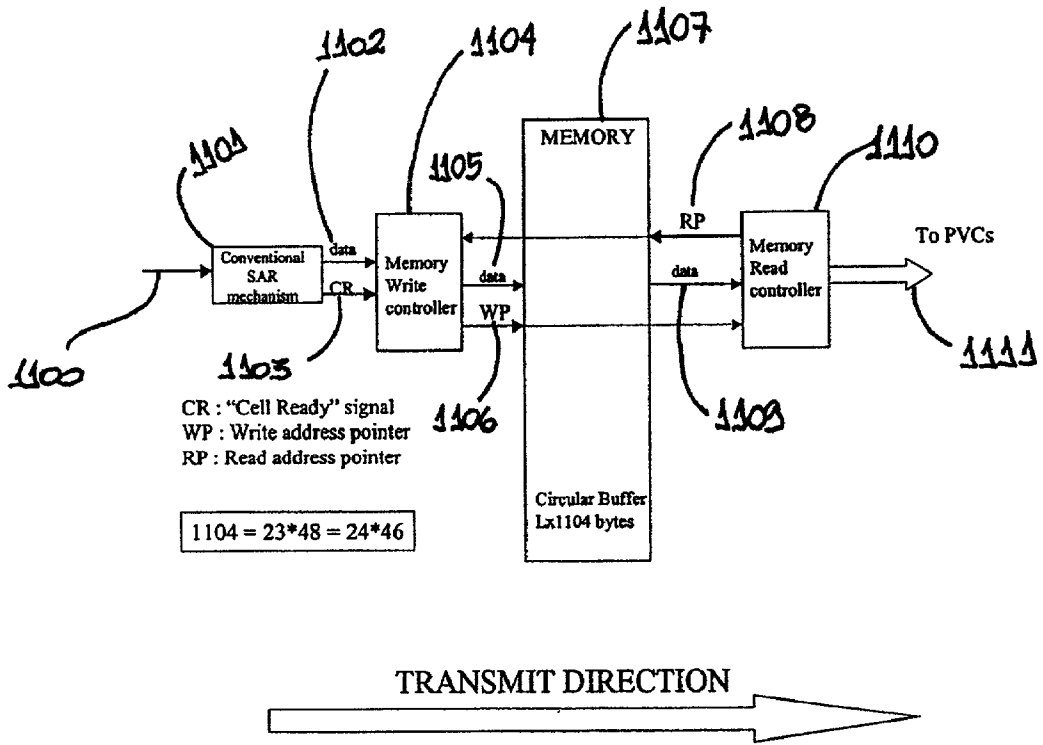 1102
1104
1107
1101
1105
MEMORY
1108
1110
RP
To PVCs
Conventional
SAR
mechanism
data
CR
Memory
Write
controller
data
WP
data
Memory
Read
controller
1100
1103
1106
1109
1111
CR : "Cell Ready" signal
WP : Write address pointer
RP : Read address pointer
Circular Buffer
Lx1104 bytes
1104 = 23*48 = 24*46
TRANSMIT DIRECTION